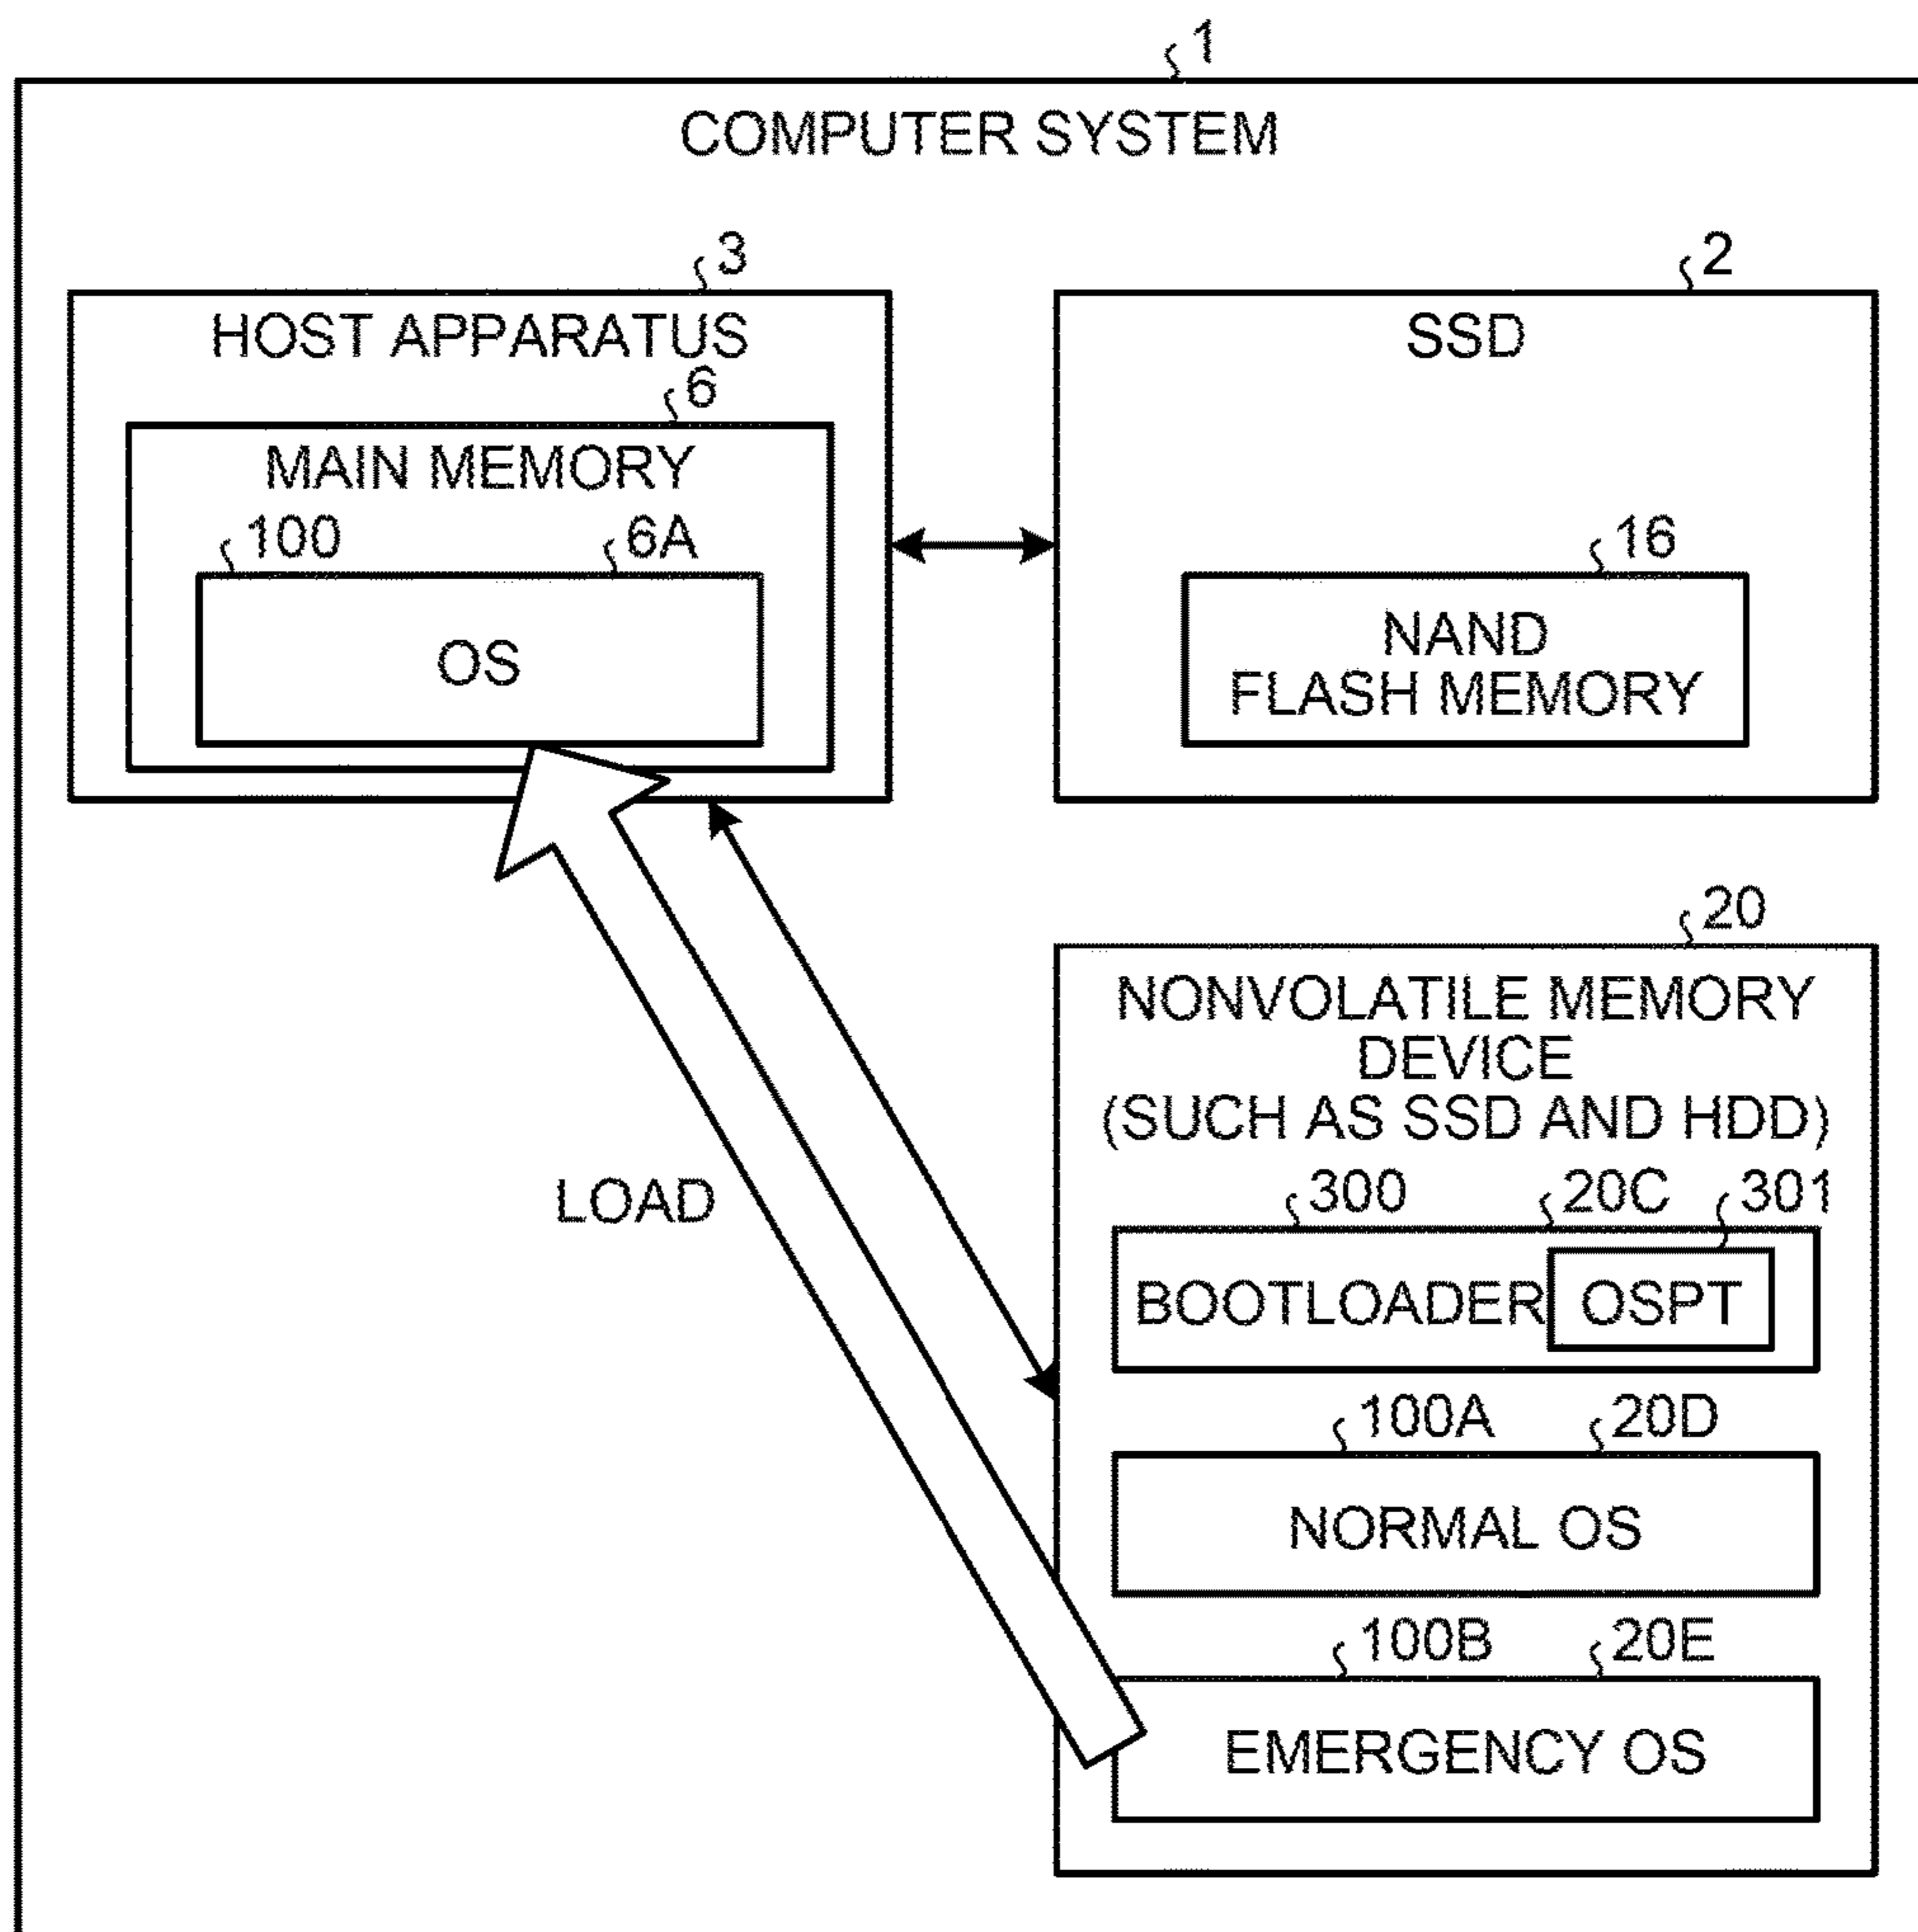 1
COMPUTER SYSTEM
3
HOST APPARATUS
6
MAIN MEMORY
100 6A
OS
2
SSD
16
NAND
FLASH MEMORY
LOAD
20
NONVOLATILE MEMORY
DEVICE
(SUCH AS SSD AND HDD)
300 20C 301
BOOTLOADER OSPT
100A 20D
NORMAL OS
100B 20E
EMERGENCY OS